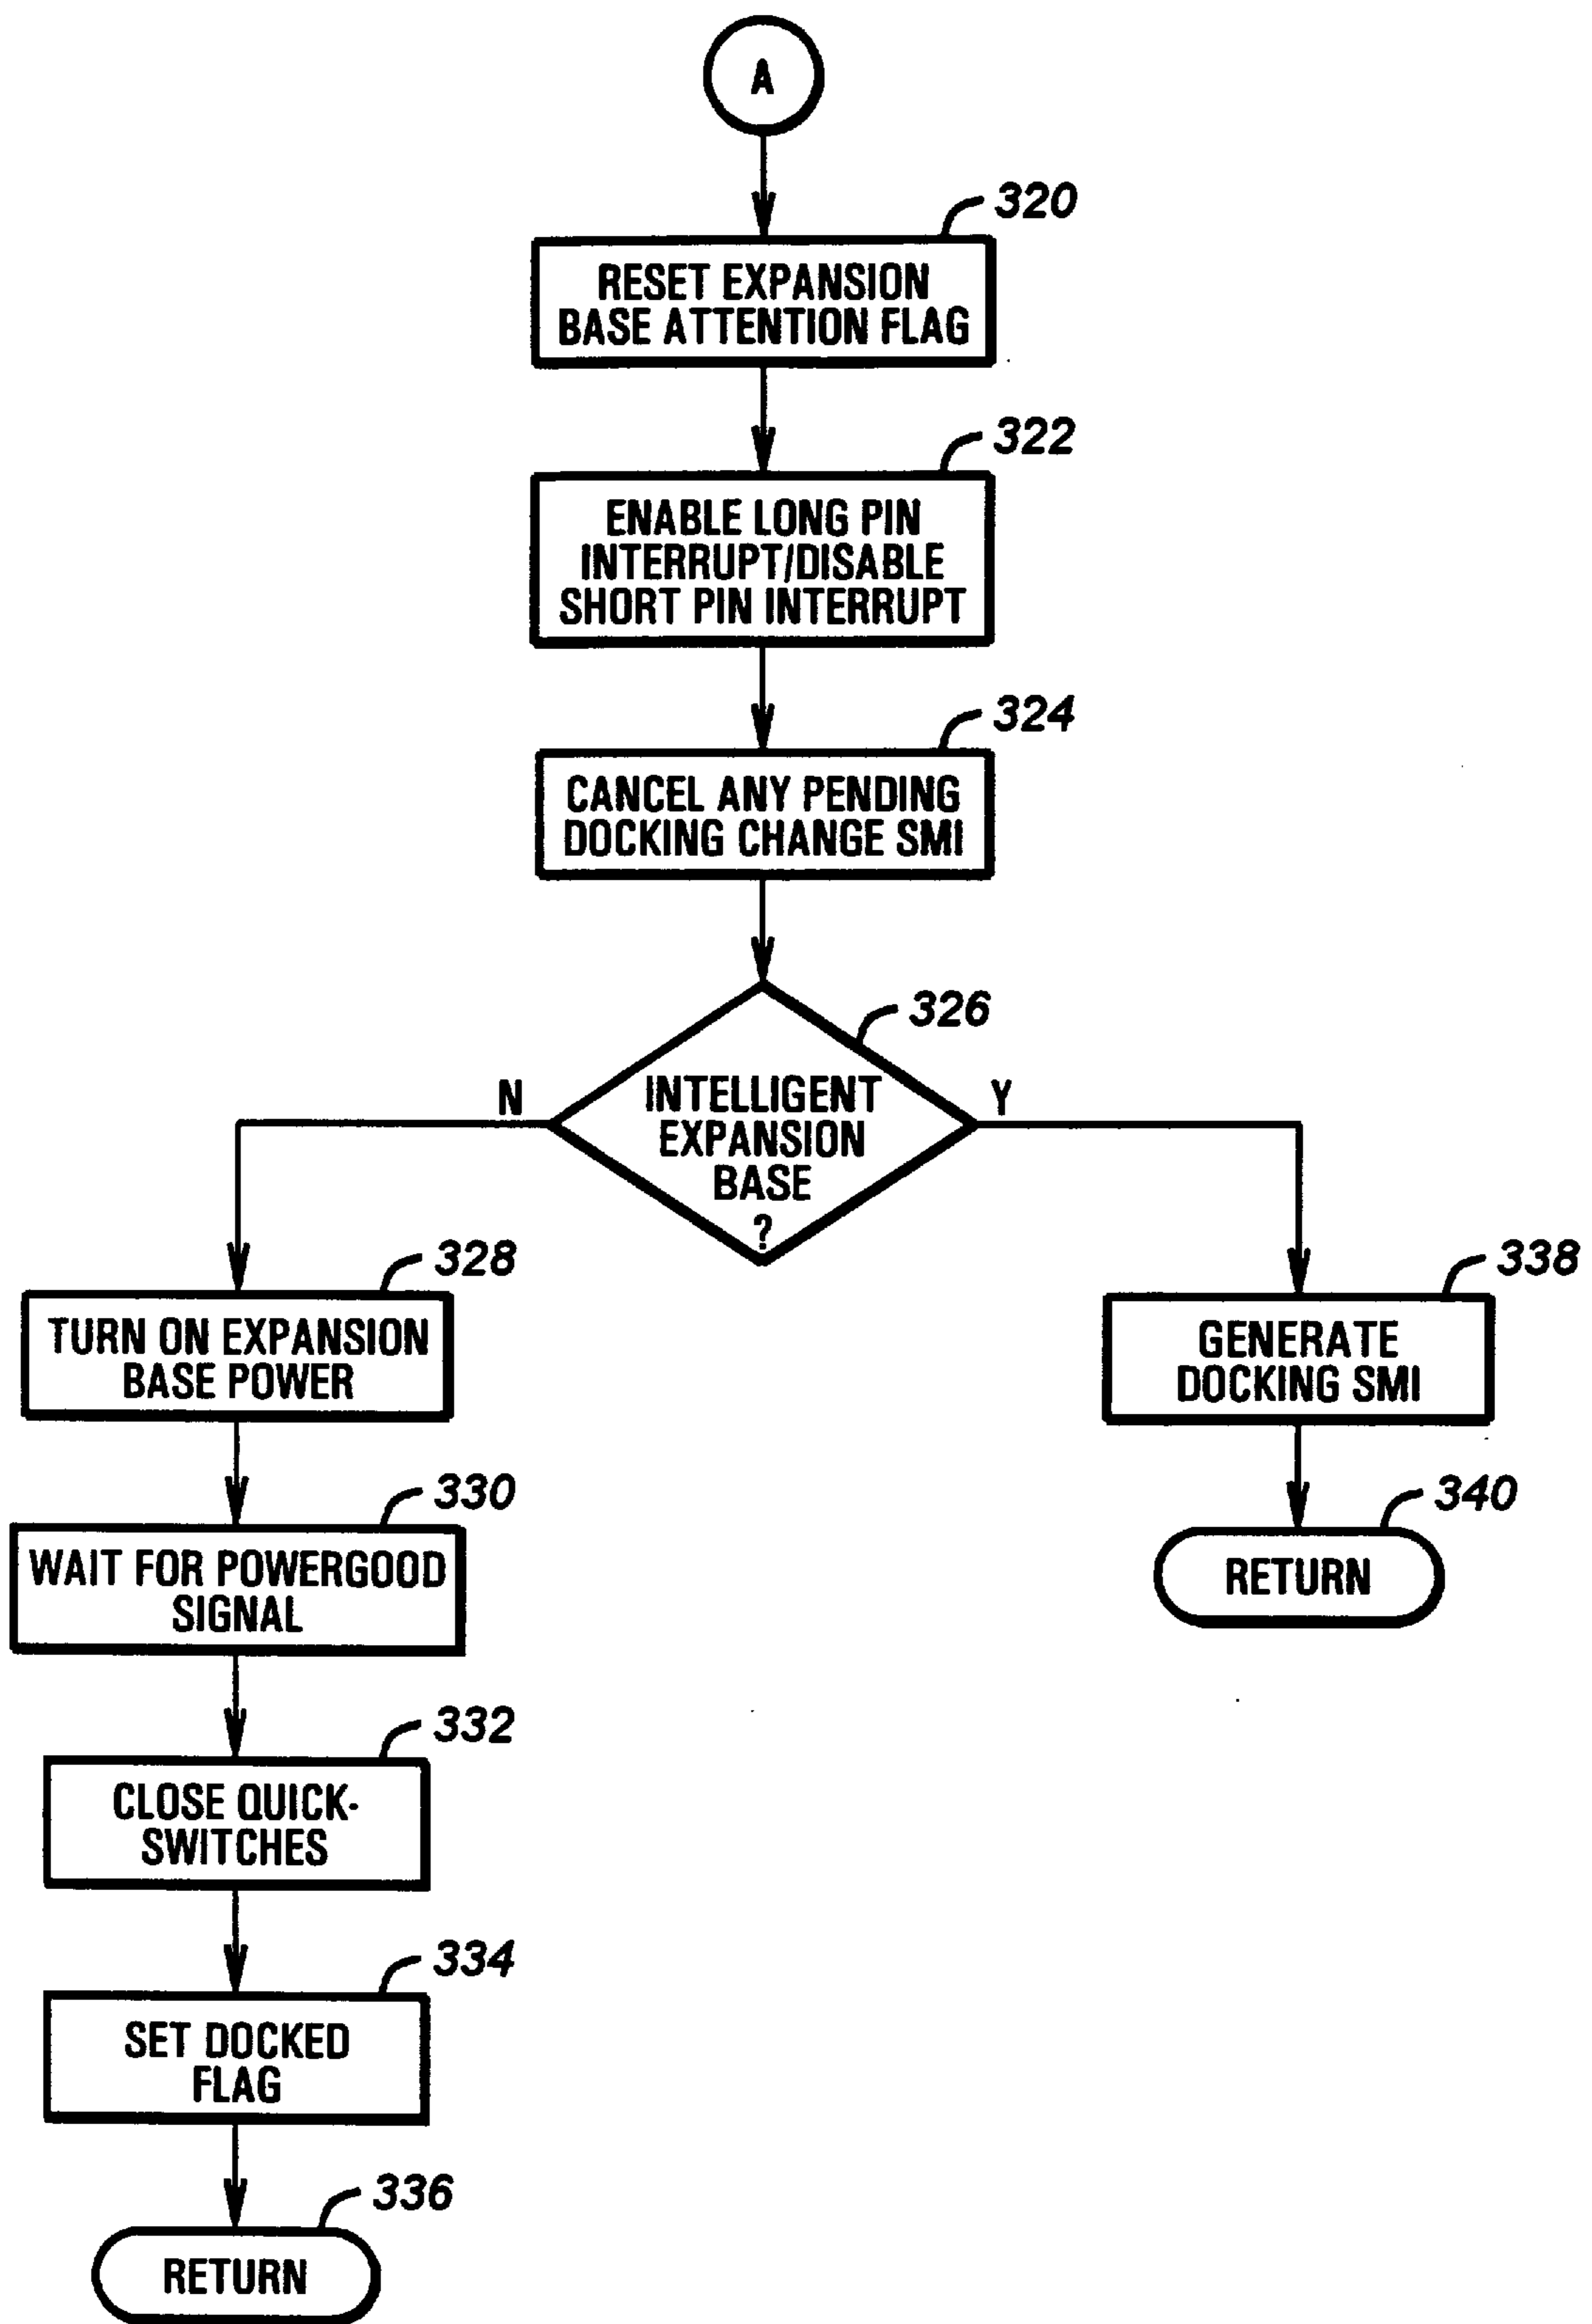 A
320
RESET EXPANSION
BASE ATTENTION FLAG
322
ENABLE LONG PIN
INTERRUPT/DISABLE
SHORT PIN INTERRUPT
324
CANCEL ANY PENDING
DOCKING CHANGE SMI
326
N
INTELLIGENT
EXPANSION
BASE
?
Y
328
TURN ON EXPANSION
BASE POWER
330
WAIT FOR POWERGOOD
SIGNAL
332
CLOSE QUICK-
SWITCHES
334
SET DOCKED
FLAG
336
RETURN
338
GENERATE
DOCKING SMI
340
RETURN